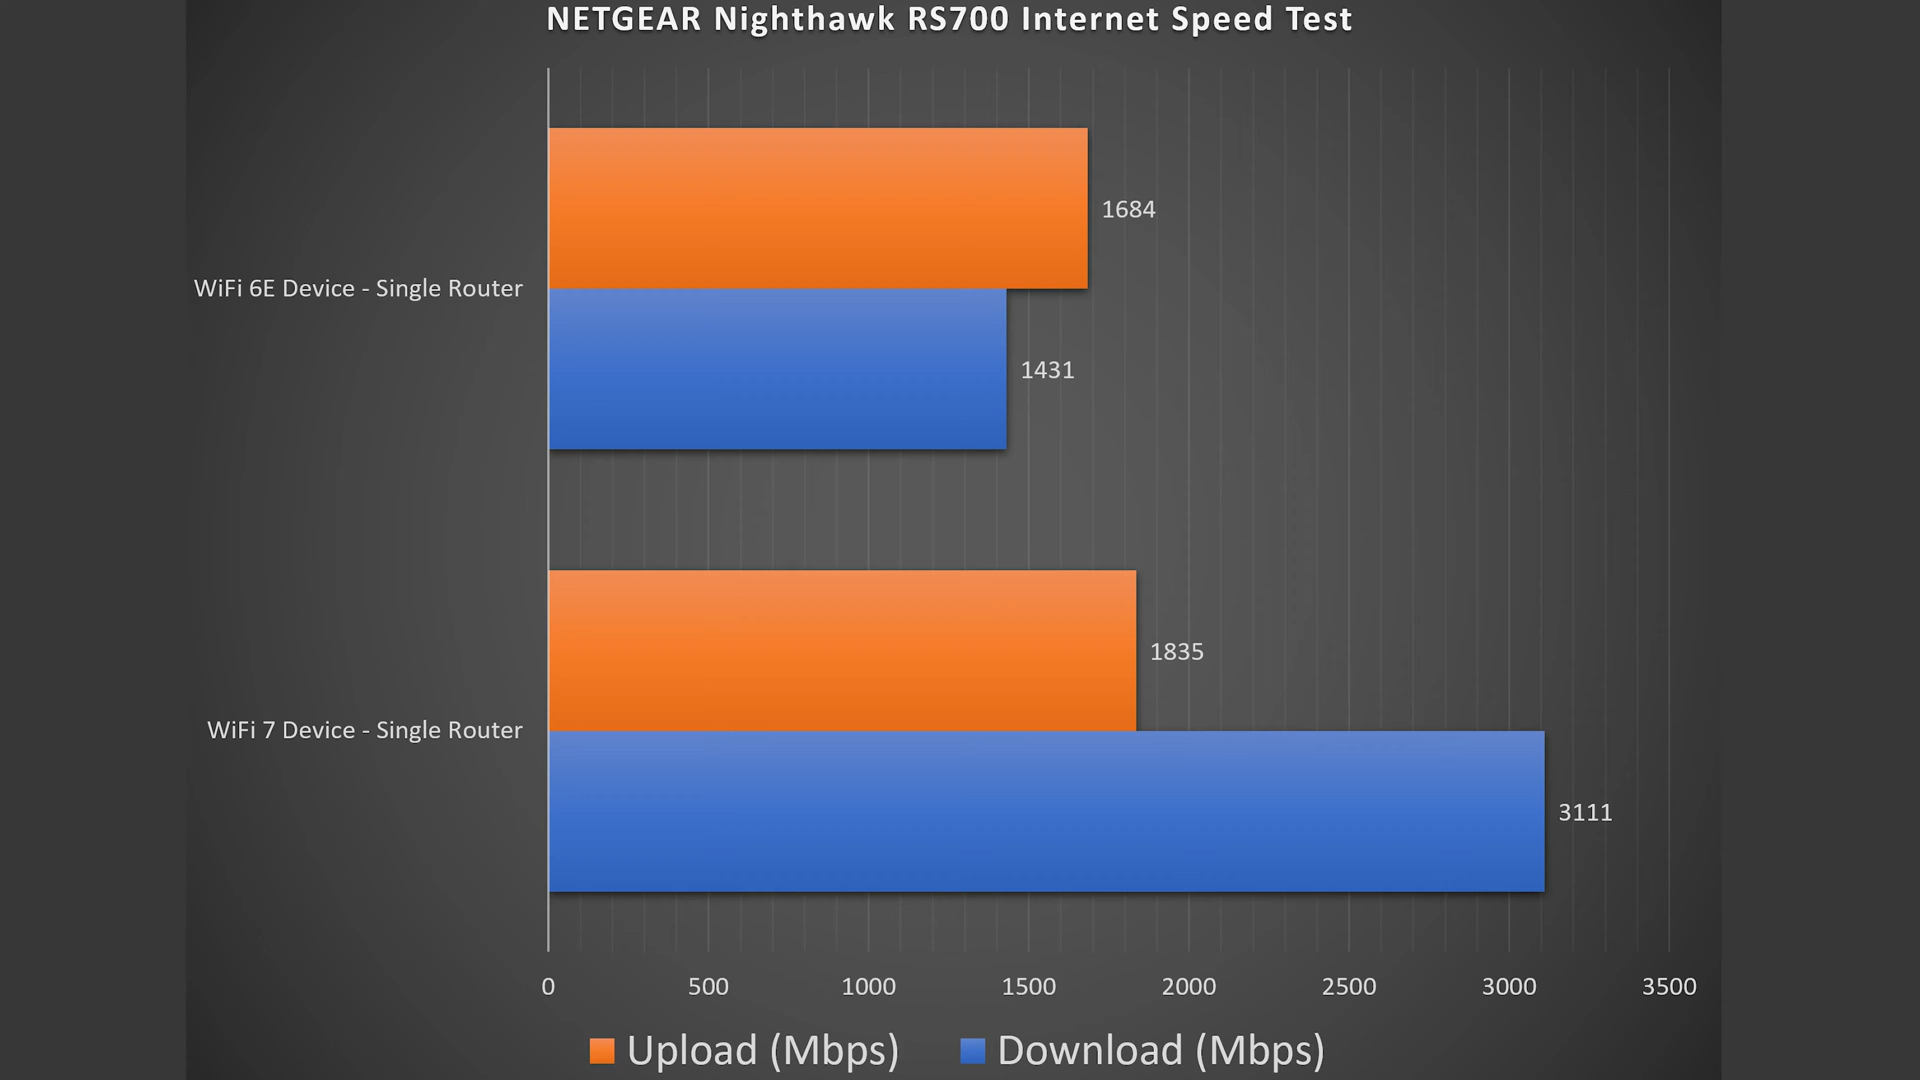 NETGEAR Nighthawk RS700 Internet Speed Test
1684
WiFi 6E Device - Single Router
1431
1835
WiFi 7 Device - Single Router
3111
0 500 1000 1500 2000 2500 3000 3500
Upload (Mbps) Download (Mbps)